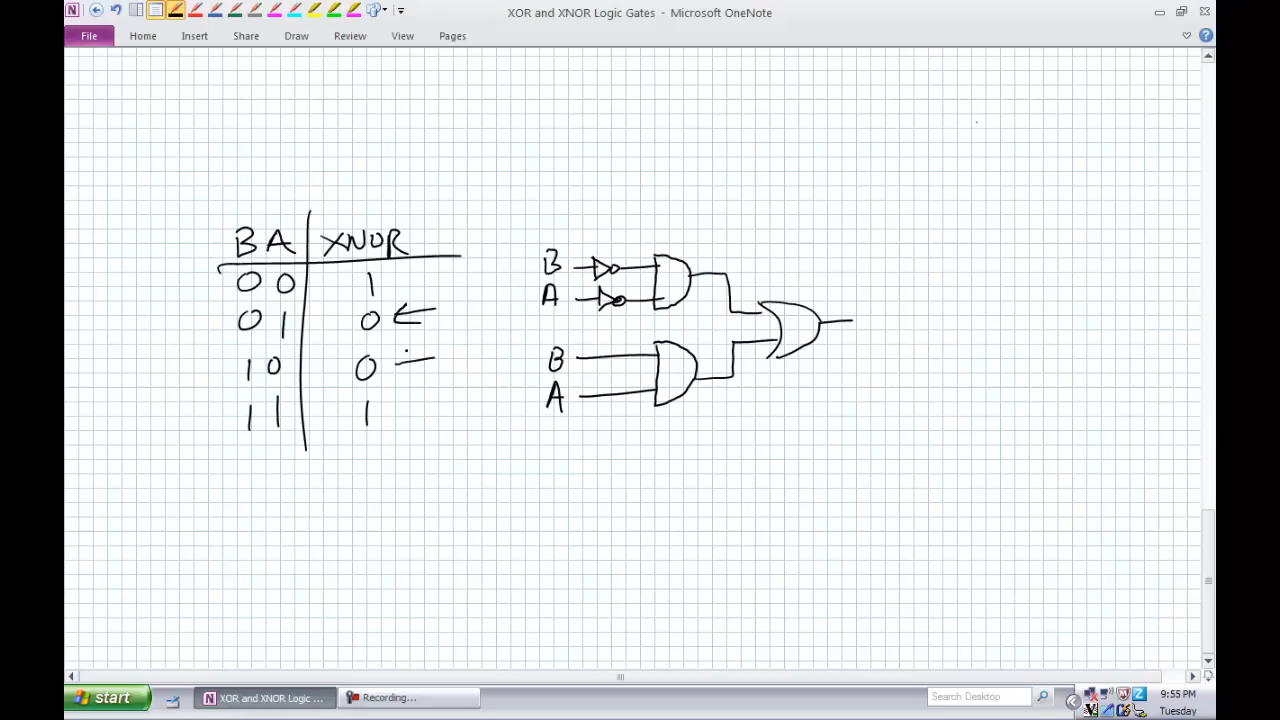 XOR and XNOR Logic Gates - Microsoft OneNote
File Home Insert Share Draw Review View Pages
B A XNOR
0 0 1
0 1 0
1 0 0
1 1 1
B
A
B
A
start
XOR and XNOR Logic ...
Recording...
Search Desktop
9:55 PM
Tuesday